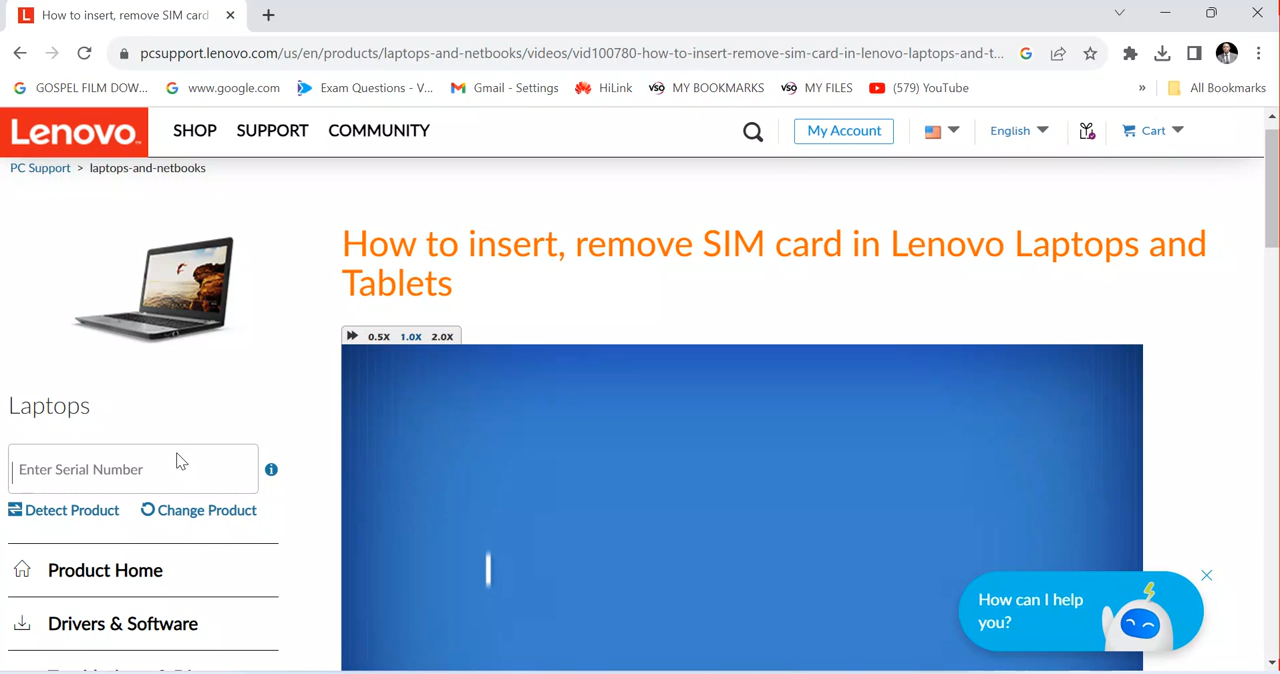 How to insert, remove SIM card
pcsupport.lenovo.com/us/en/products/laptops-and-netbooks/videos/vid100780-how-to-insert-remove-sim-card-in-lenovo-laptops-and-t...
GOSPEL FILM DOW... www.google.com Exam Questions - V... Gmail - Settings HiLink MY BOOKMARKS MY FILES (579) YouTube » All Bookmarks
Lenovo SHOP SUPPORT COMMUNITY My Account English Cart
PC Support > laptops-and-netbooks
How to insert, remove SIM card in Lenovo Laptops and
Tablets
0.5X 1.0X 2.0X
Laptops
Enter Serial Number
Detect Product Change Product
Product Home
Drivers & Software
How can I help
you?